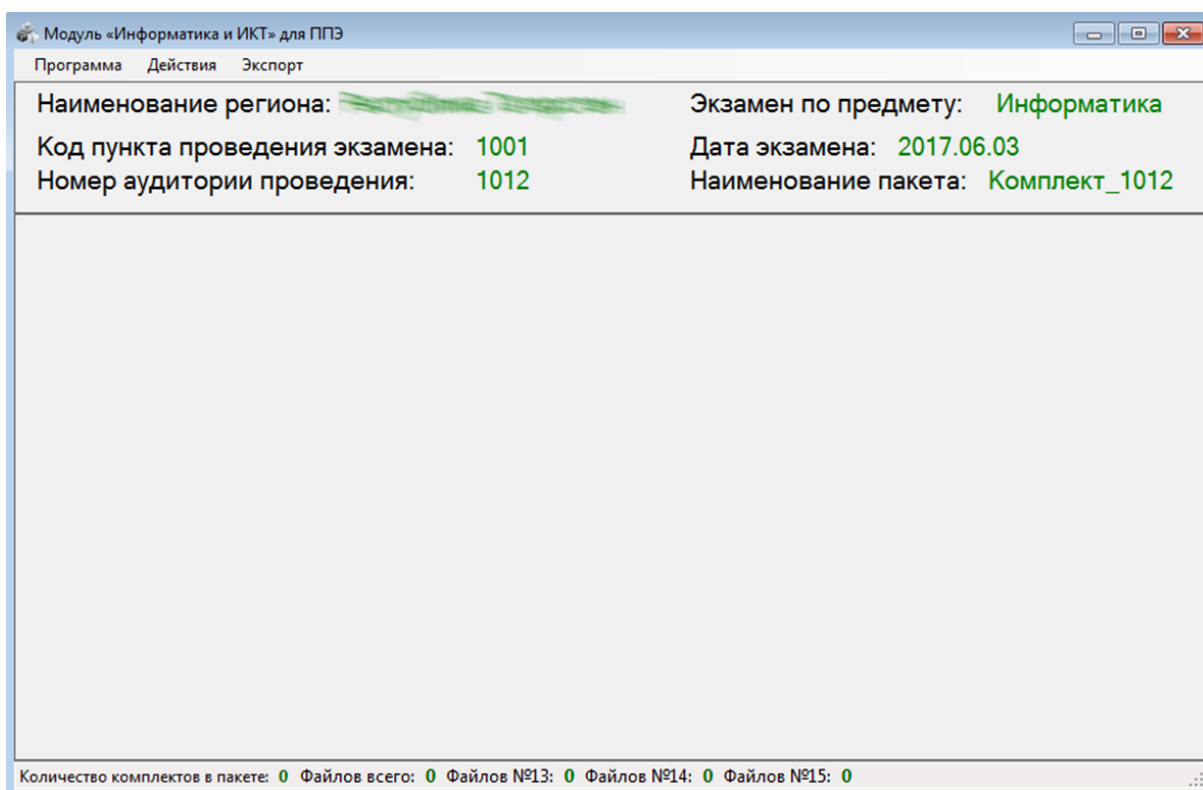 Модуль «Информатика и ИКТ» для ППЭ
Программа Действия Экспорт
Наименование региона: Экзамен по предмету: Информатика
Код пункта проведения экзамена: 1001 Дата экзамена: 2017.06.03
Номер аудитории проведения: 1012 Наименование пакета: Комплект_1012
Количество комплектов в пакете: 0 Файлов всего: 0 Файлов №13: 0 Файлов №14: 0 Файлов №15: 0